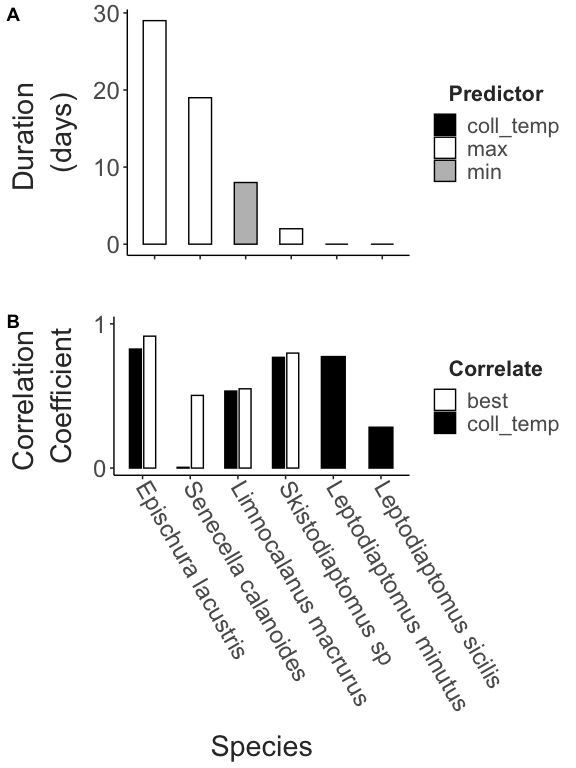 A
30
20
10
0
Duration
(days)
Predictor
coll_temp
max
min
B
1
0
Correlation
Coefficient
Correlate
best
coll_temp
Epischura lacustris
Senecella calanoides
Limnocalanus macrurus
Skistodiaptomus sp
Leptodiaptomus minutus
Leptodiaptomus sicilis
Species